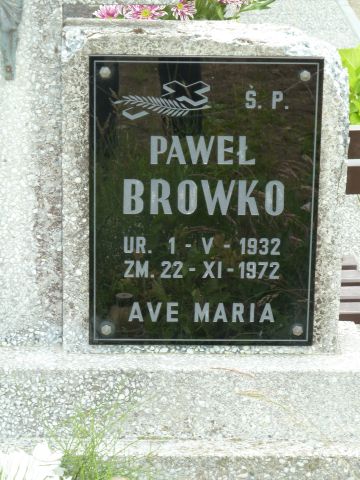 Ś. P.
PAWEŁ
BROWKO
UR. 1 - V - 1932
ZM. 22 - XI - 1972
AVE MARIA